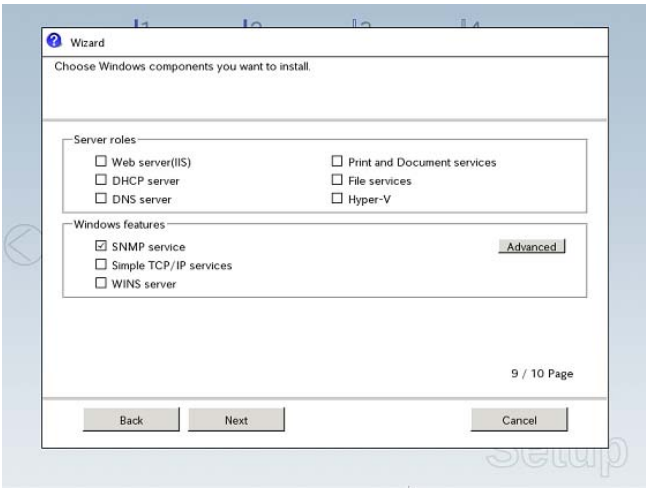 Wizard
Choose Windows components you want to install.
Server roles
Web server(IIS)
Print and Document services
DHCP server
File services
DNS server
Hyper-V
Windows features
SNMP service
Advanced
Simple TCP/IP services
WINS server
9 / 10 Page
Back
Next
Cancel
Setup